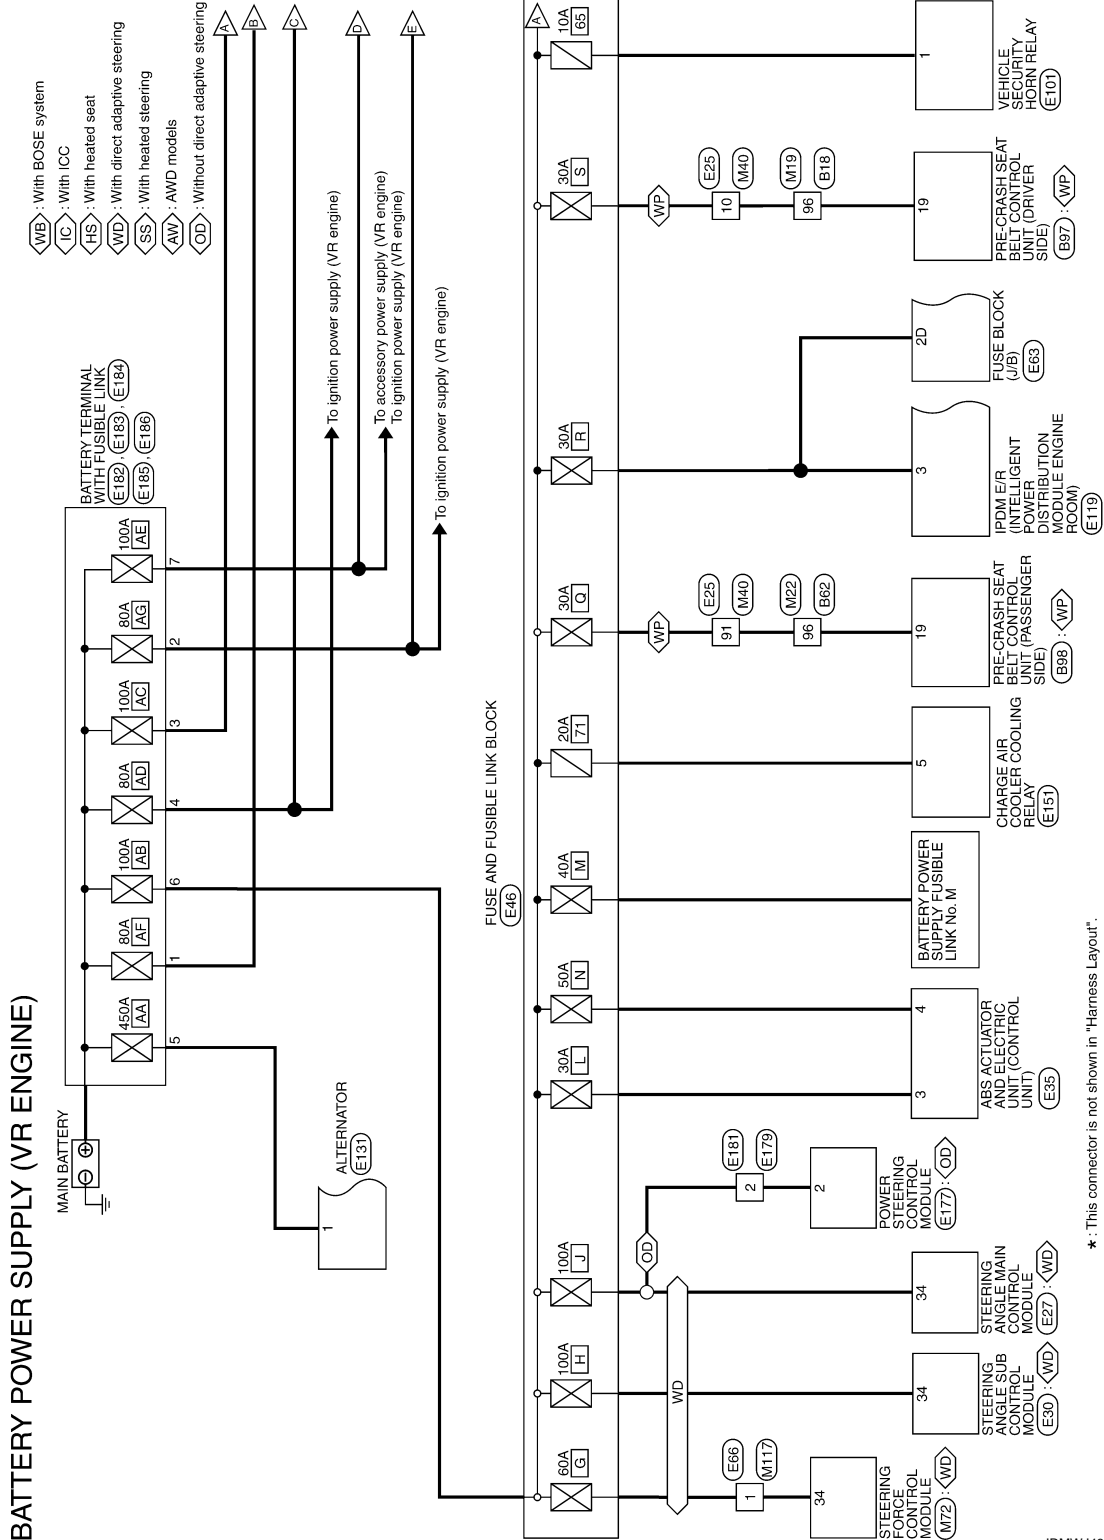 BATTERY POWER SUPPLY (VR ENGINE)
WB : With BOSE system
IC : With ICC
HS : With heated seat
WD : With direct adaptive steering
SS : With heated steering
AW : AWD models
OD : Without direct adaptive steering
MAIN BATTERY
BATTERY TERMINAL
WITH FUSIBLE LINK
E182 , E183 , E184
E185 , E186
450A
AA
5
80A
AF
1
100A
AB
6
80A
AD
4
100A
AC
3
80A
AG
2
100A
AE
7
A
B
C
D
E
ALTERNATOR
E131
1
To ignition power supply (VR engine)
To accessory power supply (VR engine)
To ignition power supply (VR engine)
To ignition power supply (VR engine)
FUSE AND FUSIBLE LINK BLOCK
E46
A
60A
G
100A
H
100A
J
30A
L
50A
N
40A
M
20A
71
30A
Q
30A
R
30A
S
10A
65
WD
OD
WP
WP
1
E66
M117
2
E181
E179
91
E25
M40
96
M22
B62
10
E25
M40
96
M19
B18
34
STEERING
FORCE
CONTROL
MODULE
M72 : WD
34
STEERING
ANGLE SUB
CONTROL
MODULE
E30 : WD
34
STEERING
ANGLE MAIN
CONTROL
MODULE
E27 : WD
2
POWER
STEERING
CONTROL
MODULE
E177 : OD
3
4
ABS ACTUATOR
AND ELECTRIC
UNIT (CONTROL
UNIT)
E35
BATTERY POWER
SUPPLY FUSIBLE
LINK No. M
5
CHARGE AIR
COOLER COOLING
RELAY
E151
19
PRE-CRASH SEAT
BELT CONTROL
UNIT (PASSENGER
SIDE)
B98 : WP
3
IPDM E/R
(INTELLIGENT
POWER
DISTRIBUTION
MODULE ENGINE
ROOM)
E119
2D
FUSE BLOCK
(J/B)
E63
19
PRE-CRASH SEAT
BELT CONTROL
UNIT (DRIVER
SIDE)
B97 : WP
1
VEHICLE
SECURITY
HORN RELAY
E101
* : This connector is not shown in "Harness Layout".